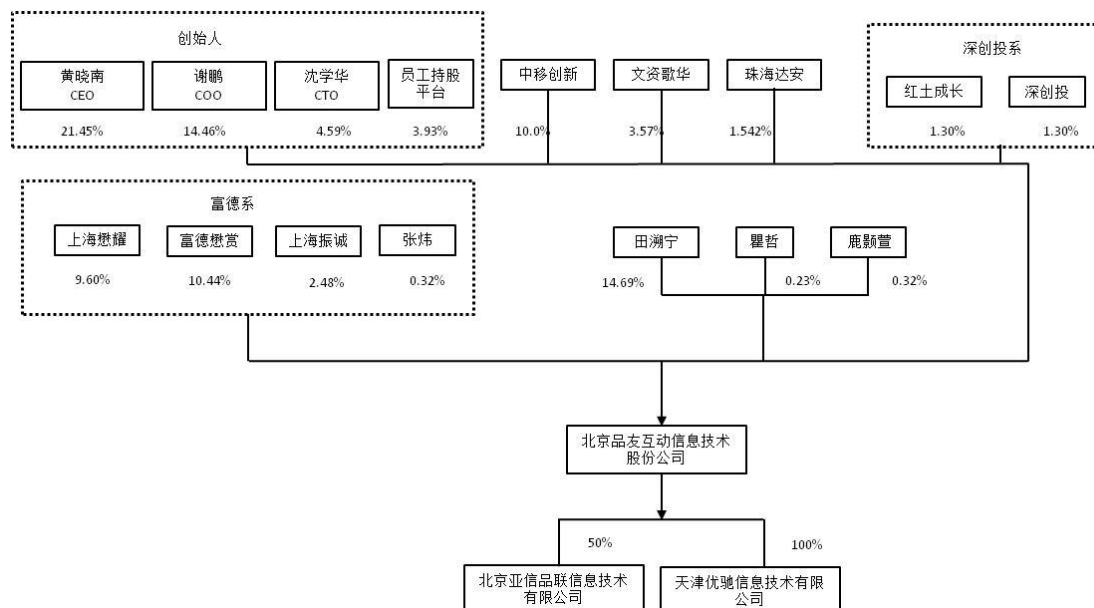 创始人
深创投系
黄晓南
CEO
谢鹏
COO
沈学华
CTO
员工持股
平台
中移创新
文资歌华
珠海达安
红土成长
深创投
21.45%
14.46%
4.59%
3.93%
10.0%
3.57%
1.542%
1.30%
1.30%
富德系
上海懋耀
富德懋赏
上海振诚
张炜
田溯宁
瞿哲
鹿颢萱
9.60%
10.44%
2.48%
0.32%
14.69%
0.23%
0.32%
北京品友互动信息技术
股份公司
50%
100%
北京亚信品联信息技术
有限公司
天津优驰信息技术有限
公司